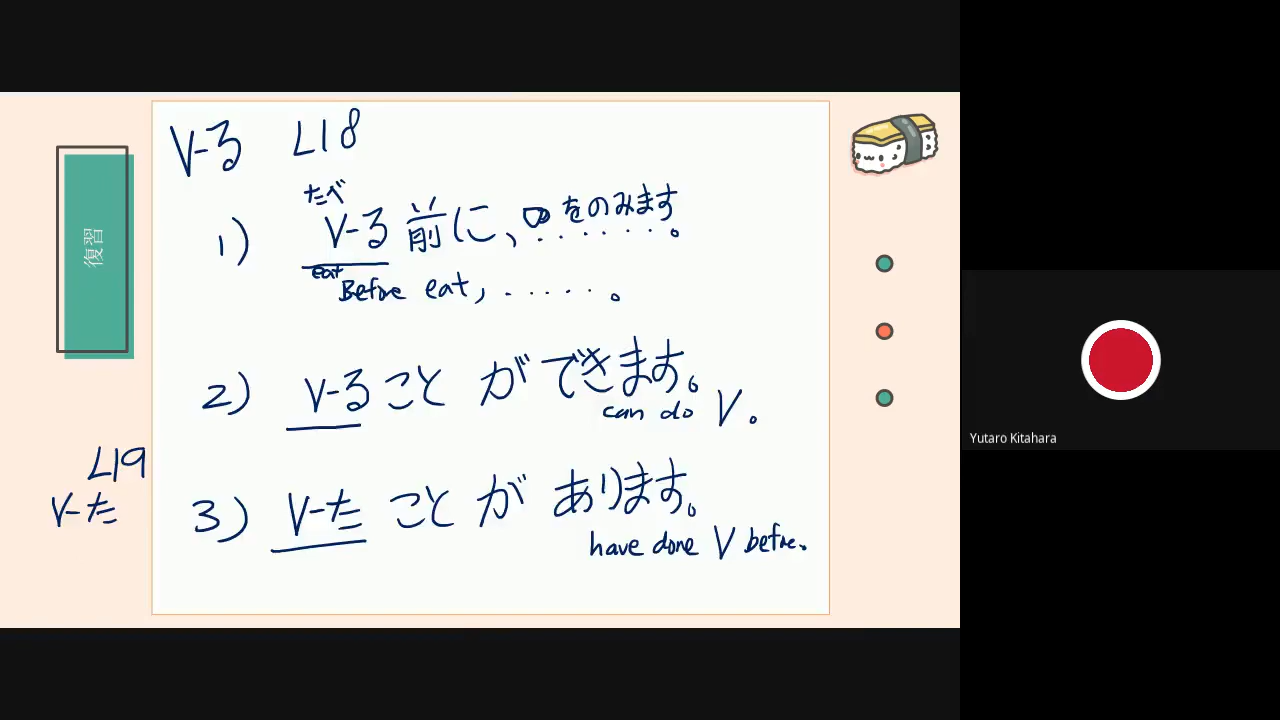 復習
V-る L18
たべ
1) V-る 前に、 をのみます
. . . . . . . 。
eat
Before eat, . . . . . 。
2) V-る こと が できます。
can do V.
L19
V-た
3) V-た こと が あります。
have done V before.
Yutaro Kitahara